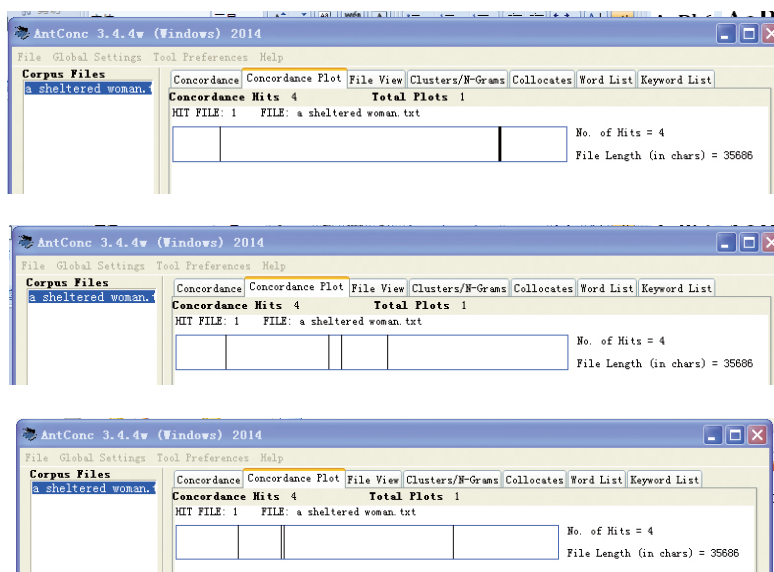 AntConc 3.4.4w (Windows) 2014
File Global Settings Tool Preferences Help
Corpus Files
a sheltered woman.t
Concordance Concordance Plot File View Clusters/N-Grams Collocates Word List Keyword List
Concordance Hits 4 Total Plots 1
HIT FILE: 1 FILE: a sheltered woman.txt
No. of Hits = 4
File Length (in chars) = 35686
AntConc 3.4.4w (Windows) 2014
File Global Settings Tool Preferences Help
Corpus Files
a sheltered woman.t
Concordance Concordance Plot File View Clusters/N-Grams Collocates Word List Keyword List
Concordance Hits 4 Total Plots 1
HIT FILE: 1 FILE: a sheltered woman.txt
No. of Hits = 4
File Length (in chars) = 35686
AntConc 3.4.4w (Windows) 2014
File Global Settings Tool Preferences Help
Corpus Files
a sheltered woman.t
Concordance Concordance Plot File View Clusters/N-Grams Collocates Word List Keyword List
Concordance Hits 4 Total Plots 1
HIT FILE: 1 FILE: a sheltered woman.txt
No. of Hits = 4
File Length (in chars) = 35686